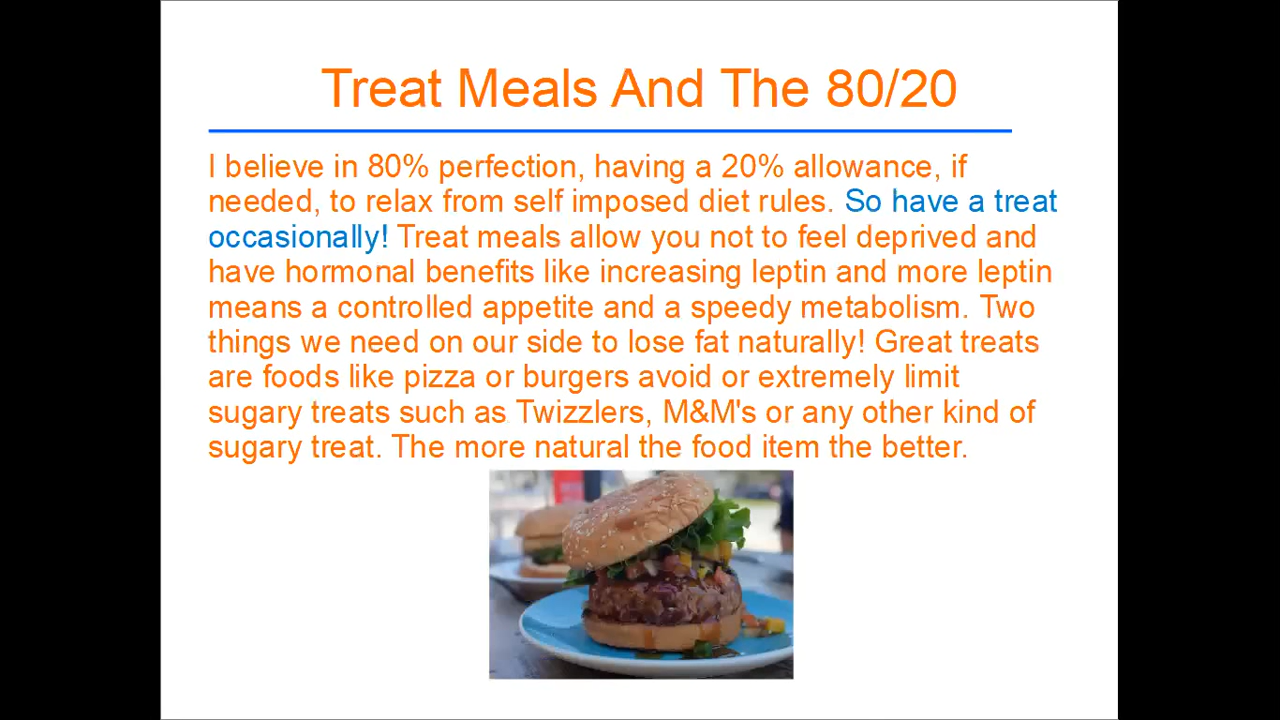 Treat Meals And The 80/20
I believe in 80% perfection, having a 20% allowance, if
needed, to relax from self imposed diet rules. So have a treat
occasionally! Treat meals allow you not to feel deprived and
have hormonal benefits like increasing leptin and more leptin
means a controlled appetite and a speedy metabolism. Two
things we need on our side to lose fat naturally! Great treats
are foods like pizza or burgers avoid or extremely limit
sugary treats such as Twizzlers, M&M's or any other kind of
sugary treat. The more natural the food item the better.